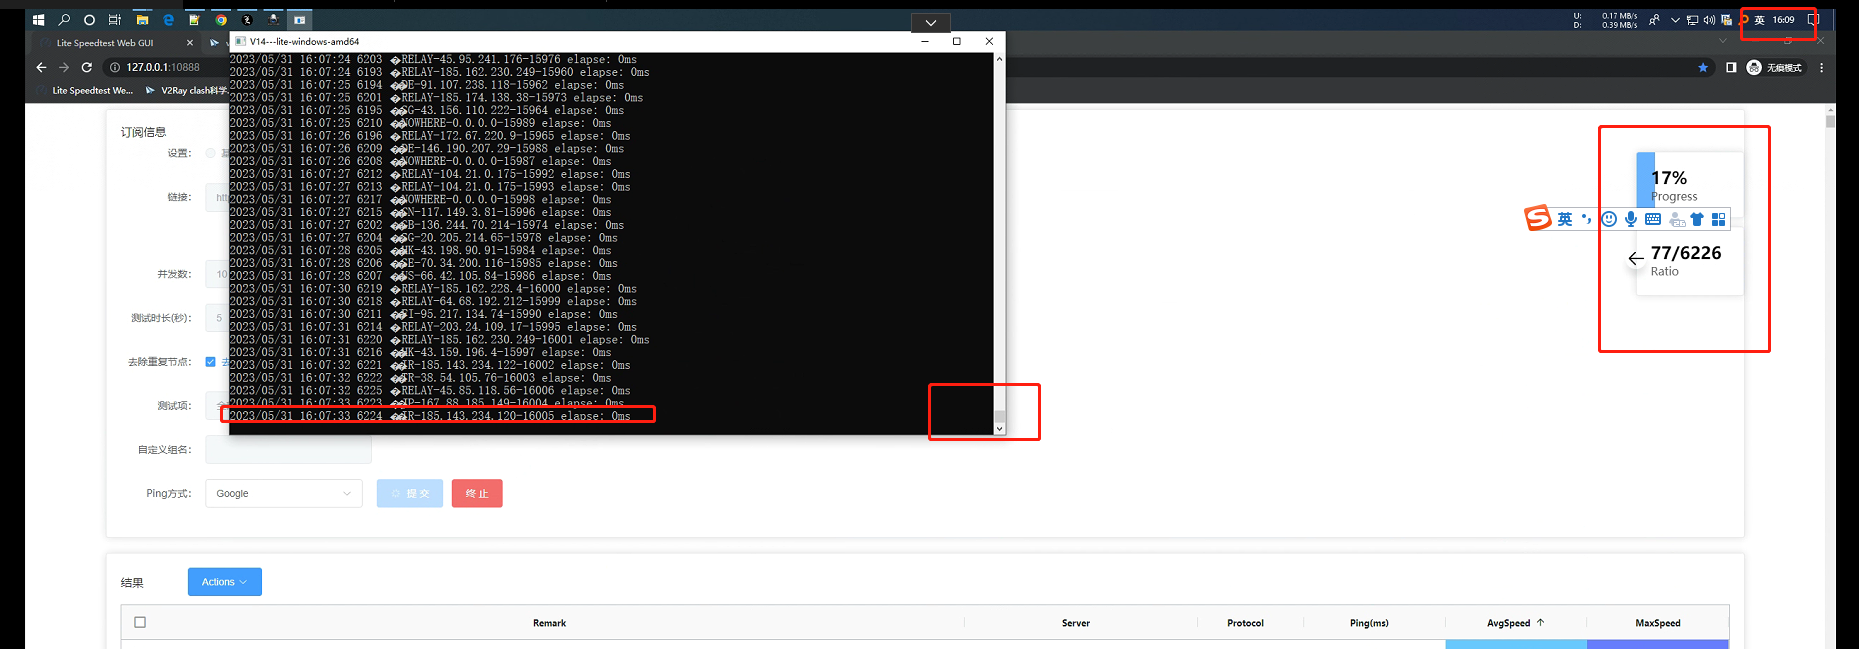 U: 0.17 MB/s
D: 0.39 MB/s
英 16:09
Lite Speedtest Web GUI
V14---lite-windows-amd64
127.0.0.1:10888
无痕模式
Lite Speedtest We...
V2Ray clash科学
2023/05/31 16:07:24 6203 �RELAY-45.95.241.176-15976 elapse: 0ms
2023/05/31 16:07:24 6193 �RELAY-185.162.230.249-15960 elapse: 0ms
2023/05/31 16:07:25 6194 ��DE-91.107.238.118-15962 elapse: 0ms
2023/05/31 16:07:25 6201 �RELAY-185.174.138.38-15973 elapse: 0ms
2023/05/31 16:07:25 6195 ��SG-43.156.110.222-15964 elapse: 0ms
2023/05/31 16:07:25 6210 ��NOWHERE-0.0.0.0-15989 elapse: 0ms
2023/05/31 16:07:26 6196 �RELAY-172.67.220.9-15965 elapse: 0ms
2023/05/31 16:07:26 6209 ��DE-146.190.207.29-15988 elapse: 0ms
2023/05/31 16:07:26 6208 ��NOWHERE-0.0.0.0-15987 elapse: 0ms
2023/05/31 16:07:27 6212 �RELAY-104.21.0.175-15992 elapse: 0ms
2023/05/31 16:07:27 6213 �RELAY-104.21.0.175-15993 elapse: 0ms
2023/05/31 16:07:27 6217 ��NOWHERE-0.0.0.0-15998 elapse: 0ms
2023/05/31 16:07:27 6215 ��CN-117.149.3.81-15996 elapse: 0ms
2023/05/31 16:07:27 6202 ��GB-136.244.70.214-15974 elapse: 0ms
2023/05/31 16:07:27 6204 ��SG-20.205.214.65-15978 elapse: 0ms
2023/05/31 16:07:28 6205 ��HK-43.198.90.91-15984 elapse: 0ms
2023/05/31 16:07:28 6206 ��SE-70.34.200.116-15985 elapse: 0ms
2023/05/31 16:07:28 6207 ��US-66.42.105.84-15986 elapse: 0ms
2023/05/31 16:07:30 6219 �RELAY-185.162.228.4-16000 elapse: 0ms
2023/05/31 16:07:30 6218 �RELAY-64.68.192.212-15999 elapse: 0ms
2023/05/31 16:07:30 6211 ��FI-95.217.134.74-15990 elapse: 0ms
2023/05/31 16:07:31 6214 �RELAY-203.24.109.17-15995 elapse: 0ms
2023/05/31 16:07:31 6220 �RELAY-185.162.230.249-16001 elapse: 0ms
2023/05/31 16:07:31 6216 ��HK-43.159.196.4-15997 elapse: 0ms
2023/05/31 16:07:32 6221 ��IR-185.143.234.122-16002 elapse: 0ms
2023/05/31 16:07:32 6222 ��TR-38.54.105.76-16003 elapse: 0ms
2023/05/31 16:07:32 6225 �RELAY-45.85.118.56-16006 elapse: 0ms
2023/05/31 16:07:33 6223 ��JP-167.88.185.149-16004 elapse: 0ms
2023/05/31 16:07:33 6224 ��IR-185.143.234.120-16005 elapse: 0ms
订阅信息
设置:
链接:
并发数: 10
测试时长(秒): 5
去除重复节点:
测试项:
自定义组名:
Ping方式: Google 提 交 终 止
17%
Progress
英
77/6226
Ratio
结果 Actions
Remark Server Protocol Ping(ms) AvgSpeed MaxSpeed